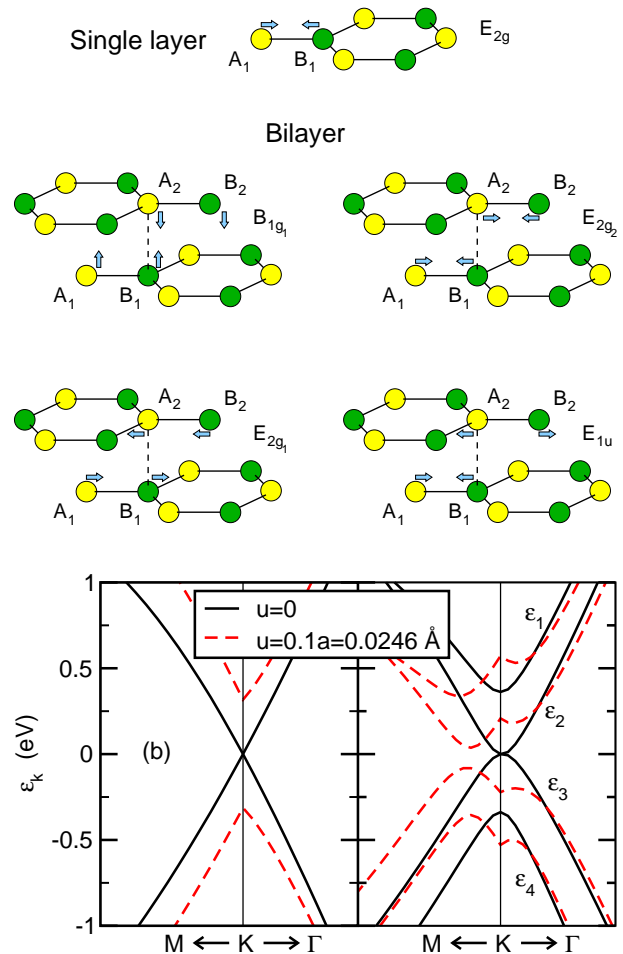 Single layer
E2g
A1 B1
Bilayer
A2 B2
B1g1
A1 B1
A2 B2
E2g2
A1 B1
A2 B2
E2g1
A1 B1
A2 B2
E1u
A1 B1
u=0
u=0.1a=0.0246 Å
εk (eV)
1
0.5
0
-0.5
-1
(b)
ε1
ε2
ε3
ε4
M ← K → Γ
M ← K → Γ